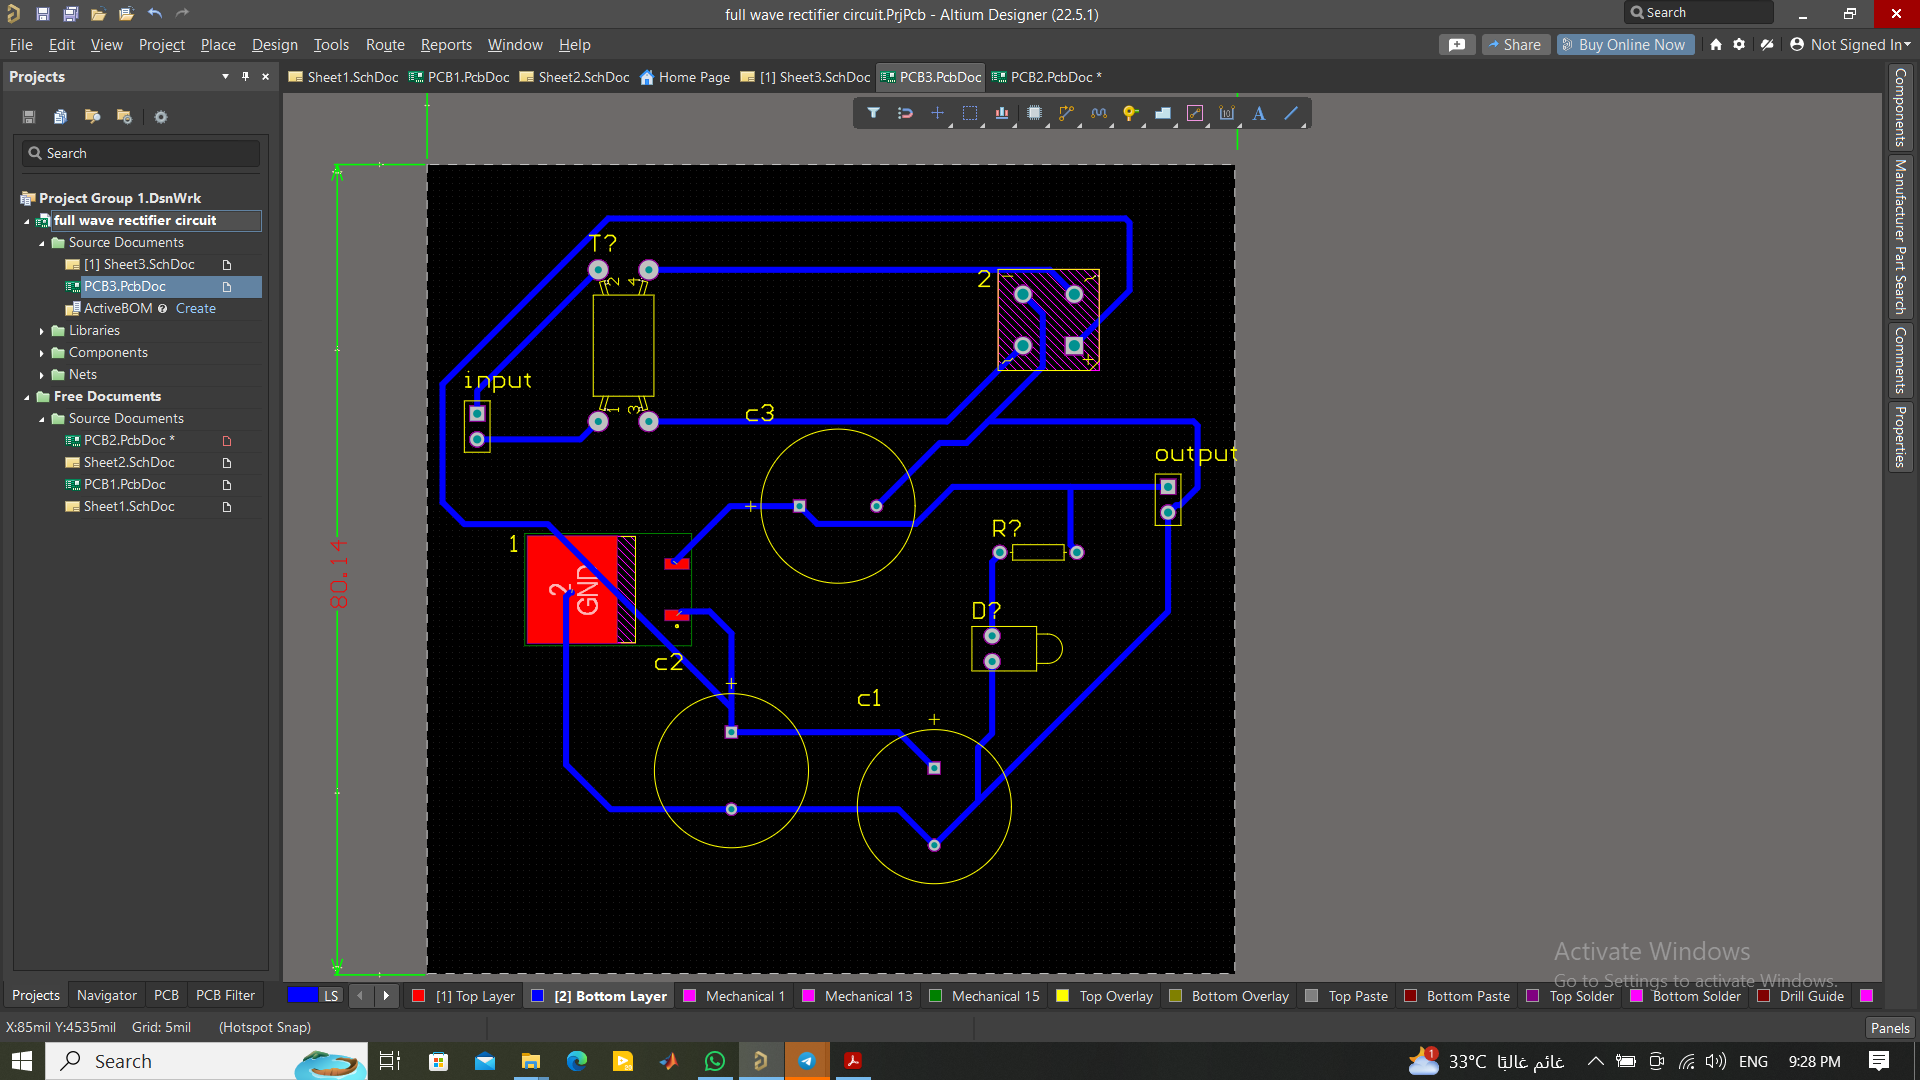 full wave rectifier circuit.PrjPcb - Altium Designer (22.5.1)
Search
File Edit View Project Place Design Tools Route Reports Window Help
Share
Buy Online Now
Not Signed In
Projects
Sheet1.SchDoc
PCB1.PcbDoc
Sheet2.SchDoc
Home Page
[1] Sheet3.SchDoc
PCB3.PcbDoc
PCB2.PcbDoc *
Search
Project Group 1.DsnWrk
full wave rectifier circuit
Source Documents
[1] Sheet3.SchDoc
PCB3.PcbDoc
ActiveBOM Create
Libraries
Components
Nets
Free Documents
Source Documents
PCB2.PcbDoc *
Sheet2.SchDoc
PCB1.PcbDoc
Sheet1.SchDoc
80.14
T?
2 4
1 3
input
2
+
c3
output
R?
D?
1
2
GND
c2
c1
Components
Manufacturer Part Search
Comments
Properties
Activate Windows
Go to Settings to activate Windows.
Projects
Navigator
PCB
PCB Filter
LS
[1] Top Layer
[2] Bottom Layer
Mechanical 1
Mechanical 13
Mechanical 15
Top Overlay
Bottom Overlay
Top Paste
Bottom Paste
Top Solder
Bottom Solder
Drill Guide
X:85mil Y:4535mil Grid: 5mil (Hotspot Snap)
Panels
Search
1
33°C غائم غالبًا
ENG
9:28 PM